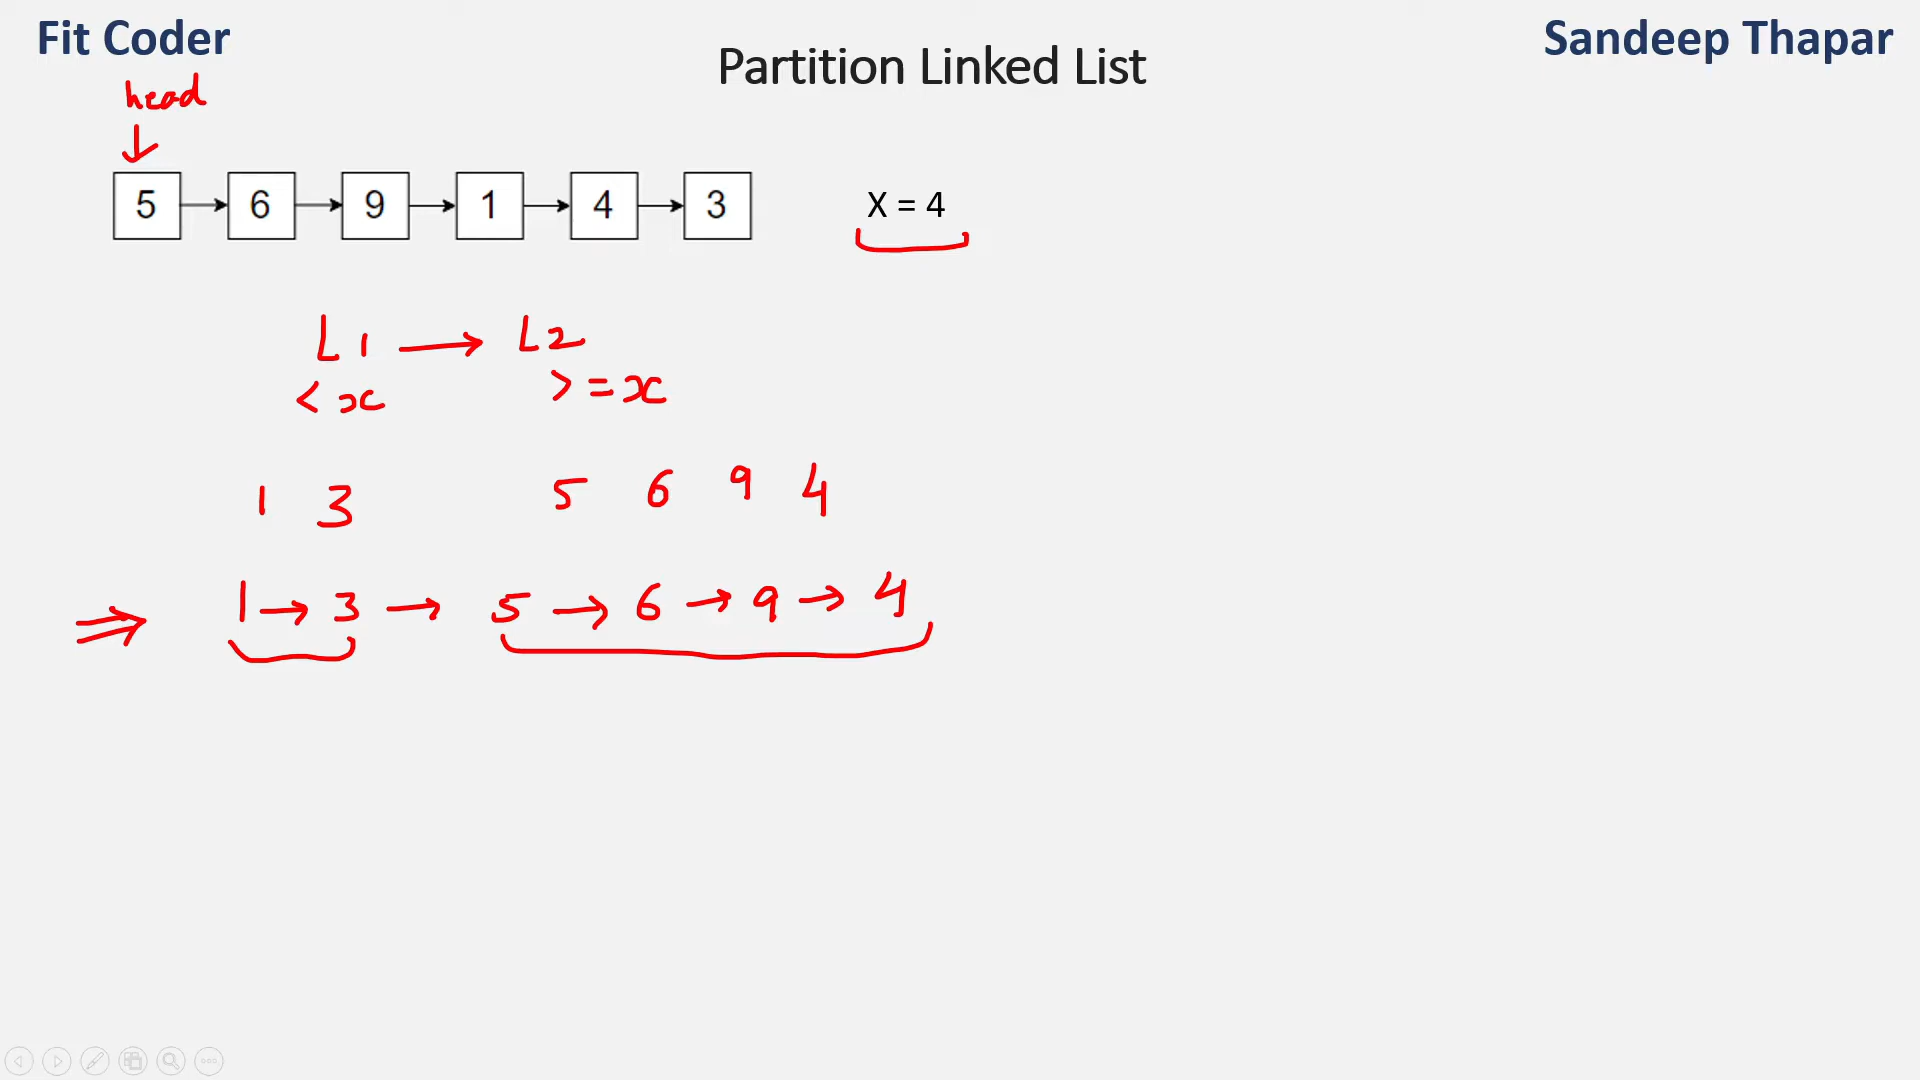 Fit Coder
Sandeep Thapar
Partition Linked List
head
5 6 9 1 4 3
X = 4
L1 → L2
< x >= x
1 3 5 6 9 4
⇒ 1 → 3 → 5 → 6 → 9 → 4